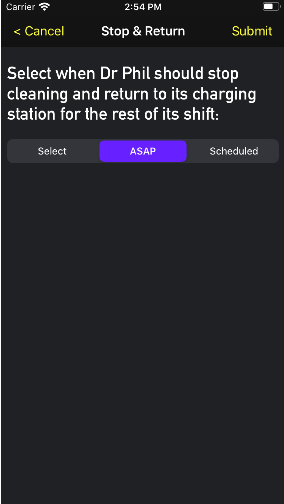 Carrier 2:54 PM
< Cancel Stop & Return Submit
Select when Dr Phil should stop
cleaning and return to its charging
station for the rest of its shift:
Select ASAP Scheduled